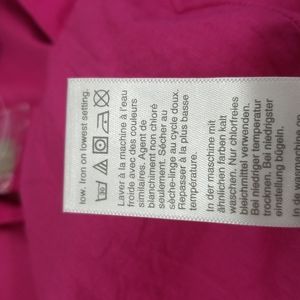 low. Iron on lowest setting.
Laver à la machine à l'eau
froide avec des couleurs
similaires. Agent de
blanchiment non chloré
seulement. Sécher au
sèche-linge au cycle doux.
Repasser à la plus basse
température.
In der maschine mit
ähnlichen farben kalt
waschen. Nur chlorfreies
bleichmittel verwenden.
Bei niedriger temperatur
trocknen. Bei niedrigster
einstellung bügeln.